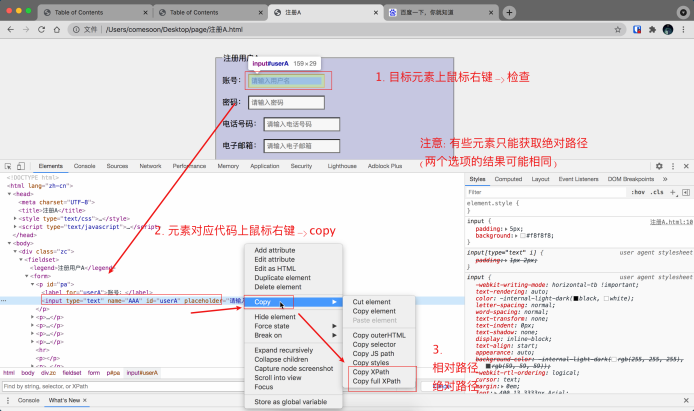 Table of Contents
Table of Contents
注册A
百度一下，你就知道
文件 | /Users/comesoon/Desktop/page/注册A.html
注册用户A
input#userA 159 × 29
账号： 请输入用户名
1. 目标元素上鼠标右键 —> 检查
密码： 请输入密码
电话号码： 请输入电话号码
注意: 有些元素只能获取绝对路径
电子邮箱： 请输入电子邮箱
(两个选项的结果可能相同)
Elements Console Sources Network Performance Memory Application Security Lighthouse Adblock Plus
<!DOCTYPE html>
<html lang="zh-cn">
<head>
<meta charset="UTF-8">
<title>注册A</title>
<style type="text/css">…</style>
<script type="text/javascript">…</script>
</head>
<body>
2. 元素对应代码上鼠标右键 —> copy
<div class="zc">
<fieldset>
<legend>注册用户A</legend>
<form>
<p id="pa">
<label for="userA">账号：</label>
<input type="text" name="AAA" id="userA" placeholder="请输入
</p>
<p>…</p>
<p>…</p>
<p>…</p>
<hr>
<p>…</p>
html body div.zc fieldset form p#pa input#userA
Find by string, selector, or XPath
Console What's New
Add attribute
Edit attribute
Edit as HTML
Duplicate element
Delete element
Copy
Hide element
Force state
Break on
Expand recursively
Collapse children
Capture node screenshot
Scroll into view
Focus
Store as global variable
Cut element
Copy element
Paste element
Copy outerHTML
Copy selector
Copy JS path
Copy styles
Copy XPath
Copy full XPath
3.
相对路径
绝对路径
Styles Computed Layout Event Listeners DOM Breakpoints
Filter :hov .cls
element.style {
}
input { 注册A.html:10
padding: 5px;
background: #f8f8f8;
}
input[type="text" i] { user agent stylesheet
padding: 1px 2px;
}
input { user agent stylesheet
-webkit-writing-mode: horizontal-tb !important;
text-rendering: auto;
color: -internal-light-dark(black, white);
letter-spacing: normal;
word-spacing: normal;
text-transform: none;
text-indent: 0px;
text-shadow: none;
display: inline-block;
text-align: start;
appearance: auto;
background-color: -internal-light-dark(rgb(255, 255, 255),
rgb(59, 59, 59));
-webkit-rtl-ordering: logical;
cursor: text;
margin: 0em;
font: 400 13.3333px Arial;